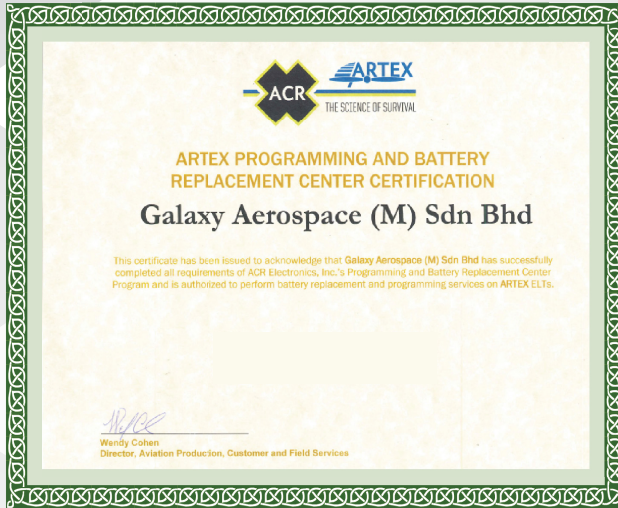 ACR
ARTEX
THE SCIENCE OF SURVIVAL
ARTEX PROGRAMMING AND BATTERY
REPLACEMENT CENTER CERTIFICATION
Galaxy Aerospace (M) Sdn Bhd
This certificate has been issued to acknowledge that Galaxy Aerospace (M) Sdn Bhd has successfully
completed all requirements of ACR Electronics, Inc.'s Programming and Battery Replacement Center
Program and is authorized to perform battery replacement and programming services on ARTEX ELTs.
Wendy Cohen
Director, Aviation Production, Customer and Field Services